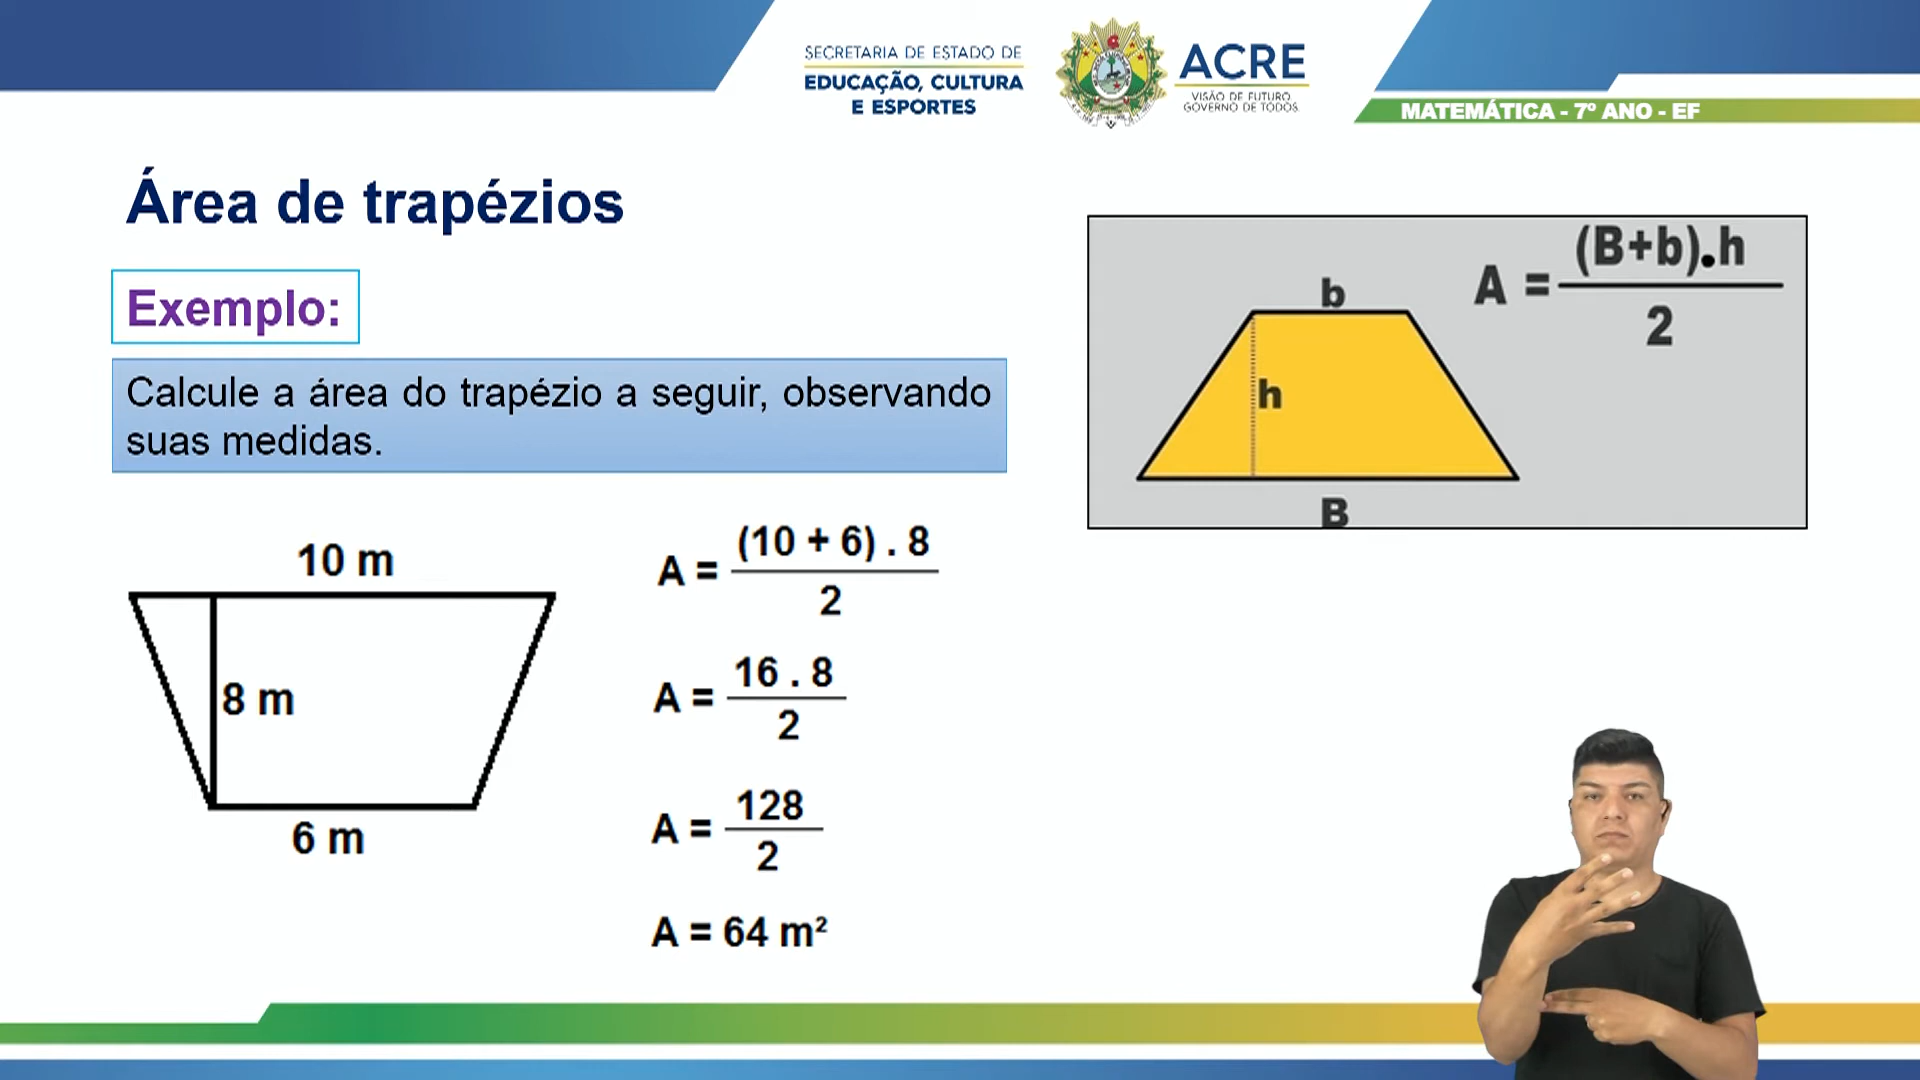 SECRETARIA DE ESTADO DE
EDUCAÇÃO, CULTURA
E ESPORTES
ACRE
VISÃO DE FUTURO
GOVERNO DE TODOS
MATEMÁTICA - 7º ANO - EF
Área de trapézios
Exemplo:
Calcule a área do trapézio a seguir, observando
suas medidas.
10 m
8 m
6 m
A = (10 + 6) . 8 / 2
A = 16 . 8 / 2
A = 128 / 2
A = 64 m²
A = (B+b).h / 2
b
h
B